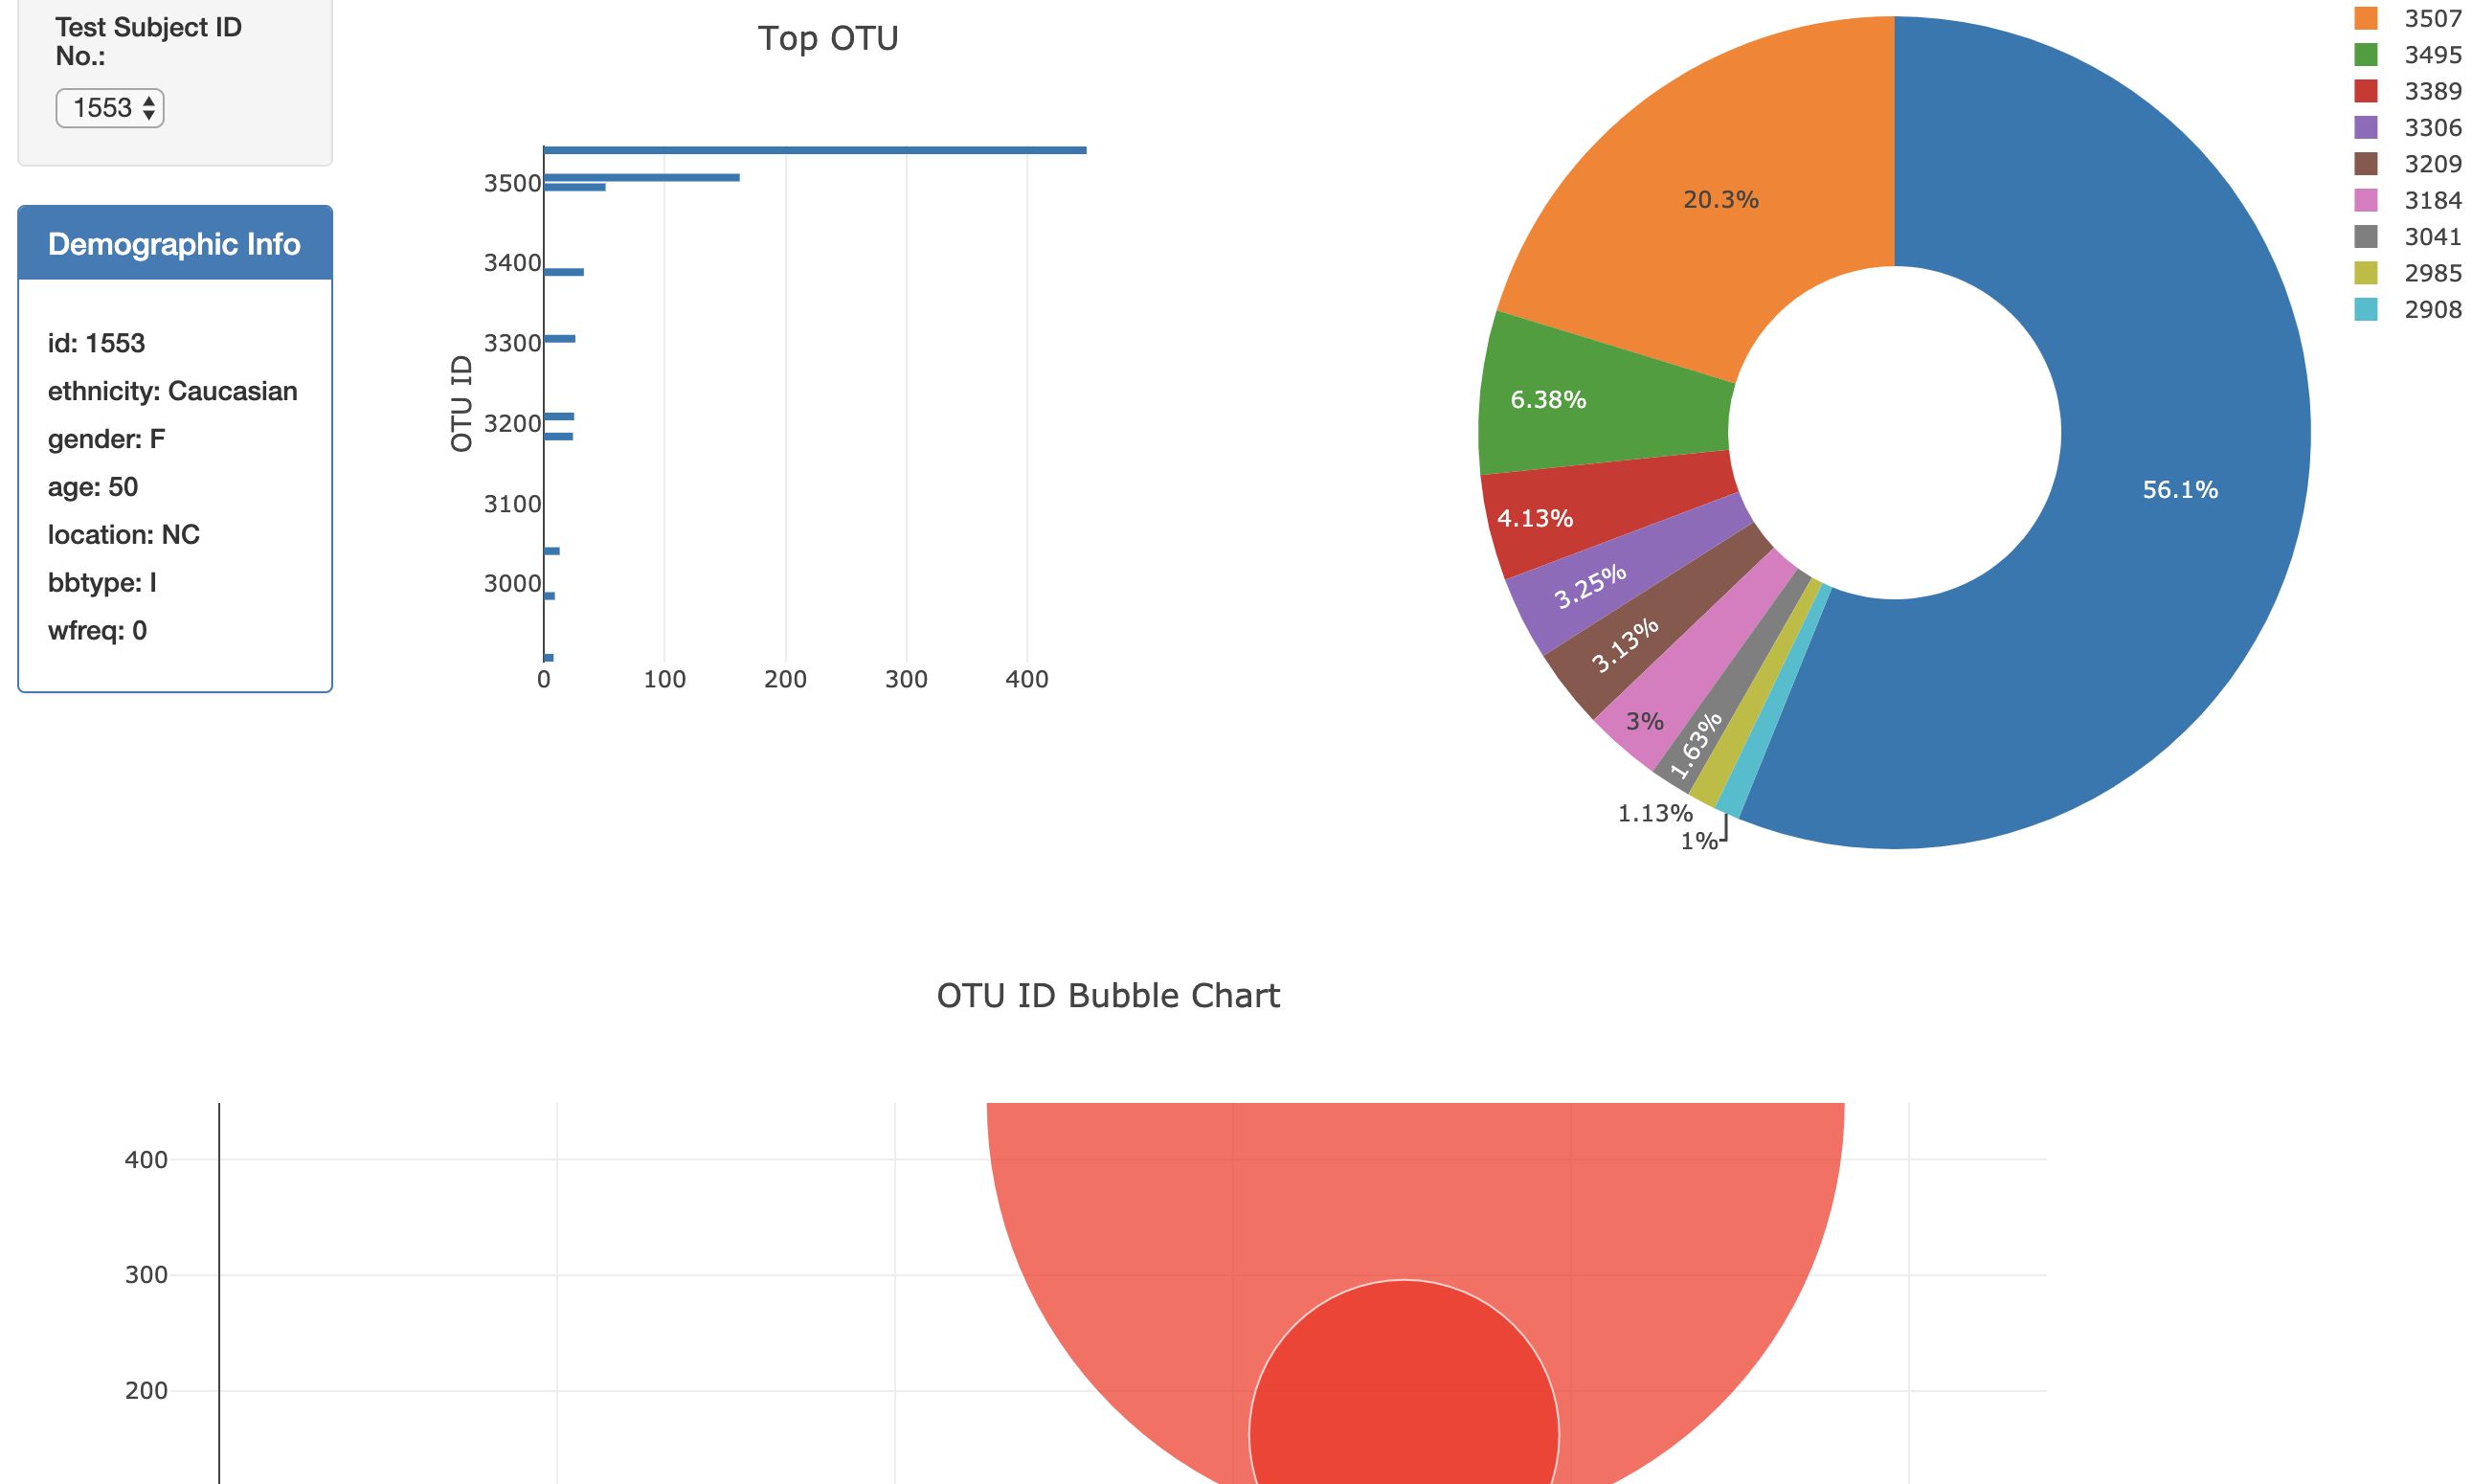 Test Subject ID
No.:
1553
Demographic Info
id: 1553
ethnicity: Caucasian
gender: F
age: 50
location: NC
bbtype: I
wfreq: 0
Top OTU
OTU ID
3500
3400
3300
3200
3100
3000
0 100 200 300 400
20.3%
6.38%
4.13%
3.25%
3.13%
3%
1.63%
1.13%
1%
56.1%
3507
3495
3389
3306
3209
3184
3041
2985
2908
OTU ID Bubble Chart
400
300
200